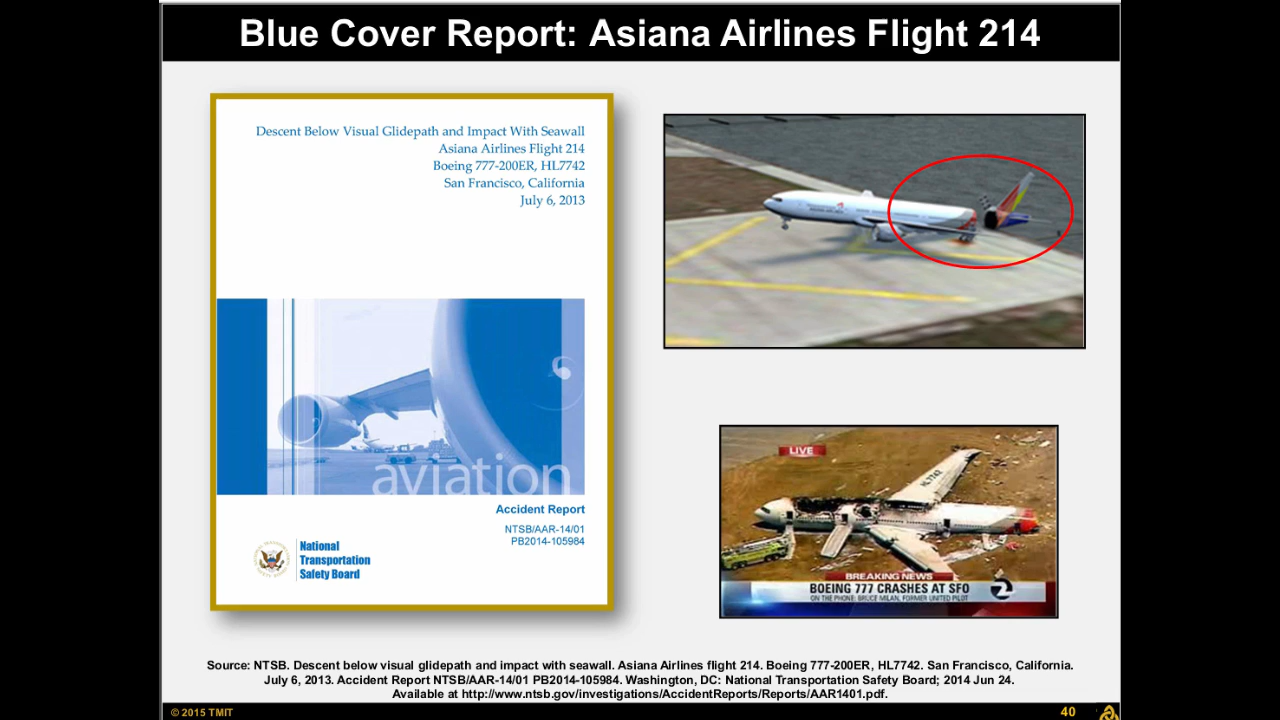 Blue Cover Report: Asiana Airlines Flight 214
Descent Below Visual Glidepath and Impact With Seawall
Asiana Airlines Flight 214
Boeing 777-200ER, HL7742
San Francisco, California
July 6, 2013
aviation
Accident Report
NTSB/AAR-14/01
PB2014-105984
National
Transportation
Safety Board
LIVE
HL7742
BREAKING NEWS
BOEING 777 CRASHES AT SFO
ON THE PHONE: BRUCE MILAN, FORMER UNITED PILOT
2
Source: NTSB. Descent below visual glidepath and impact with seawall. Asiana Airlines flight 214. Boeing 777-200ER, HL7742. San Francisco, California.
July 6, 2013. Accident Report NTSB/AAR-14/01 PB2014-105984. Washington, DC: National Transportation Safety Board; 2014 Jun 24.
Available at http://www.ntsb.gov/investigations/AccidentReports/Reports/AAR1401.pdf.
© 2015 TMIT
40